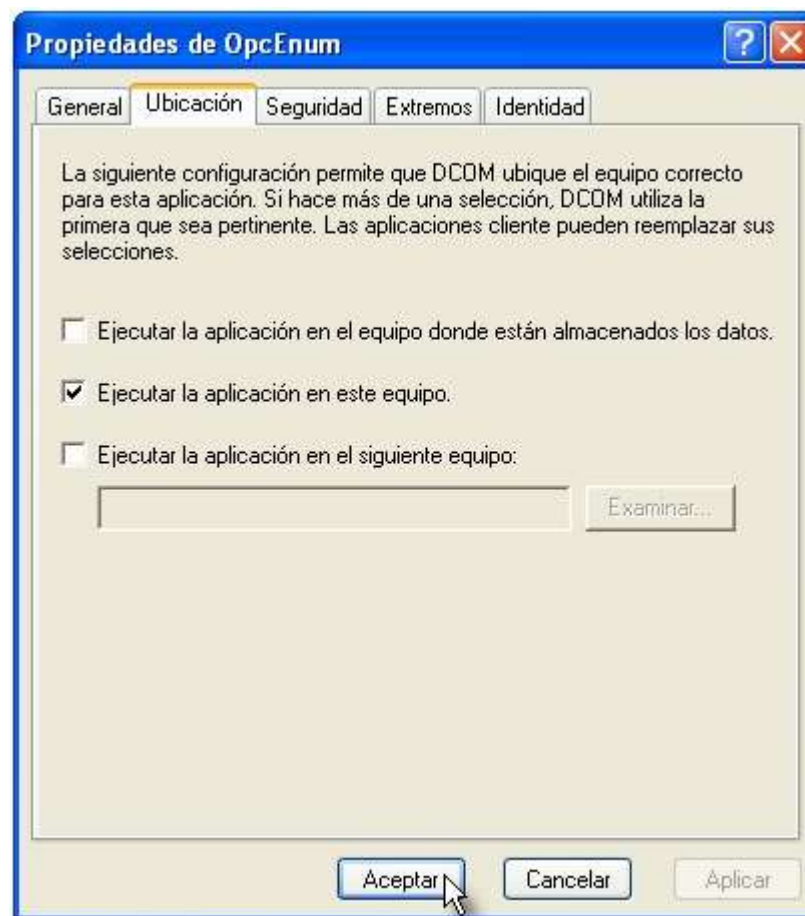 Propiedades de OpcEnum
General Ubicación Seguridad Extremos Identidad
La siguiente configuración permite que DCOM ubique el equipo correcto
para esta aplicación. Si hace más de una selección, DCOM utiliza la
primera que sea pertinente. Las aplicaciones cliente pueden reemplazar sus
selecciones.
Ejecutar la aplicación en el equipo donde están almacenados los datos.
Ejecutar la aplicación en este equipo.
Ejecutar la aplicación en el siguiente equipo:
Examinar...
Aceptar Cancelar Aplicar